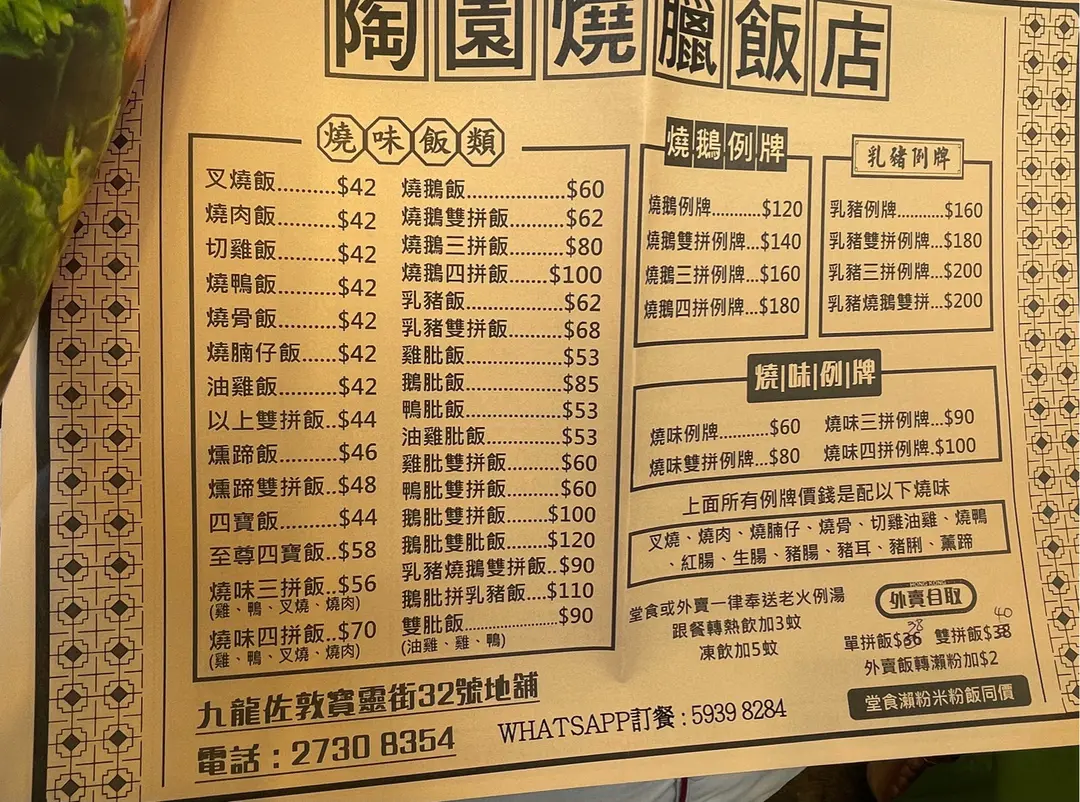 陶園燒臘飯店
燒味飯類
叉燒飯.........$42
燒肉飯.........$42
切雞飯.........$42
燒鴨飯.........$42
燒骨飯.........$42
燒腩仔飯......$42
油雞飯.........$42
以上雙拼飯...$44
燻蹄飯.........$46
燻蹄雙拼飯..$48
四寶飯.........$44
至尊四寶飯..$58
燒味三拼飯..$56
(雞、鴨、叉燒、燒肉)
燒味四拼飯..$70
(雞、鴨、叉燒、燒肉)
燒鵝飯....................$60
燒鵝雙拼飯............$62
燒鵝三拼飯............$80
燒鵝四拼飯........$100
乳豬飯....................$62
乳豬雙拼飯............$68
雞肶飯....................$53
鵝肶飯....................$85
鴨肶飯....................$53
油雞肶飯................$53
雞肶雙拼飯............$60
鴨肶雙拼飯............$60
鵝肶雙拼飯........$100
鵝肶雙肶飯........$120
乳豬燒鵝雙拼飯..$90
鵝肶拼乳豬飯....$110
雙肶飯....................$90
(油雞、雞、鴨)
燒鵝例牌
燒鵝例牌...........$120
燒鵝雙拼例牌...$140
燒鵝三拼例牌...$160
燒鵝四拼例牌...$180
乳豬例牌
乳豬例牌...........$160
乳豬雙拼例牌...$180
乳豬三拼例牌...$200
乳豬燒鵝雙拼...$200
燒|味|例|牌
燒味例牌...........$60
燒味雙拼例牌...$80
燒味三拼例牌...$90
燒味四拼例牌.$100
上面所有例牌價錢是配以下燒味
叉燒、燒肉、燒腩仔、燒骨、切雞油雞、燒鴨
、紅腸、生腸、豬腸、豬耳、豬脷、薰蹄
堂食或外賣一律奉送老火例湯
跟餐轉熱飲加3蚊
凍飲加5蚊
HONG KONG
外賣自取
38 40
單拼飯$36 雙拼飯$38
外賣飯轉瀨粉加$2
堂食瀨粉米粉飯同價
九龍佐敦寶靈街32號地舖
電話：2730 8354
WHATSAPP訂餐：5939 8284